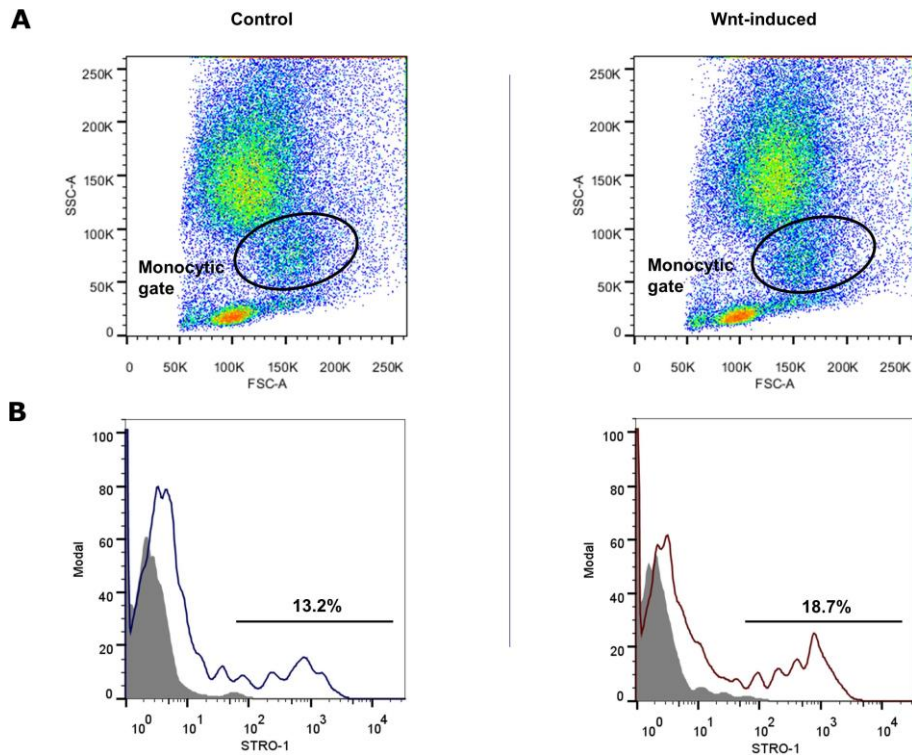 A
Control
Wnt-induced
250K
200K
150K
100K
50K
0
SSC-A
Monocytic
gate
0 50K 100K 150K 200K 250K
FSC-A
250K
200K
150K
100K
50K
0
SSC-A
Monocytic
gate
0 50K 100K 150K 200K 250K
FSC-A
B
100
80
60
40
20
0
Modal
13.2%
10^0 10^1 10^2 10^3 10^4
STRO-1
100
80
60
40
20
0
Modal
18.7%
10^0 10^1 10^2 10^3 10^4
STRO-1